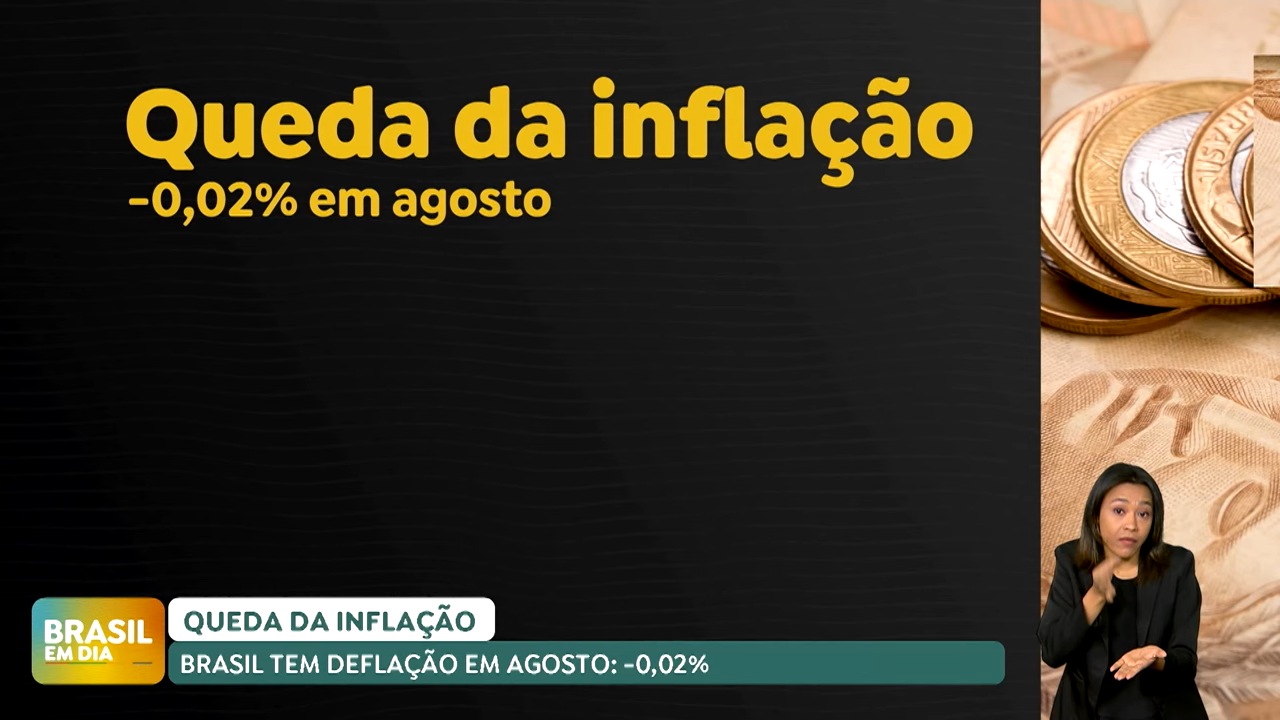 Queda da inflação
-0,02% em agosto
BRASIL
QUEDA DA INFLAÇÃO
BRASIL
EM DIA
BRASIL TEM DEFLAÇÃO EM AGOSTO: -0,02%